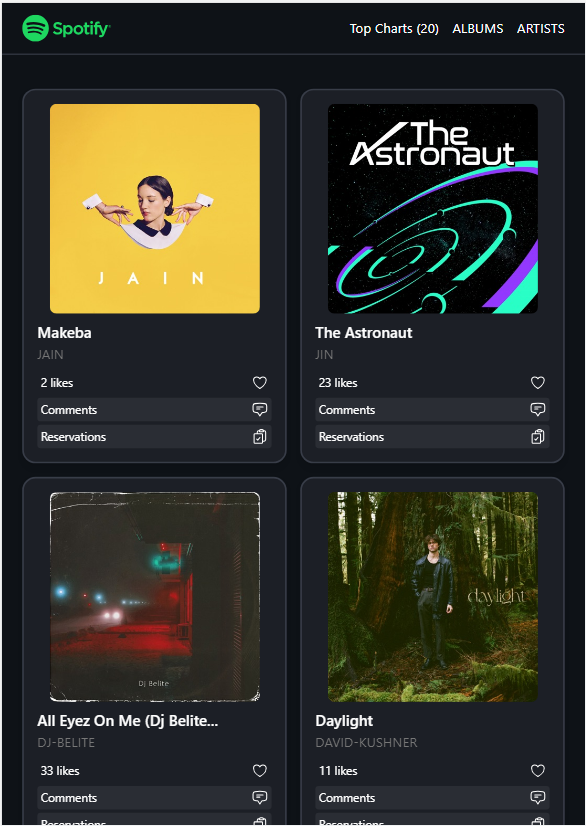 Spotify
Top Charts (20) ALBUMS ARTISTS
JAIN
The
Astronaut
Makeba
JAIN
2 likes
Comments
Reservations
The Astronaut
JIN
23 likes
Comments
Reservations
Dj Belite
daylight
All Eyez On Me (Dj Belite...
DJ-BELITE
33 likes
Comments
Reservations
Daylight
DAVID-KUSHNER
11 likes
Comments
Reservations